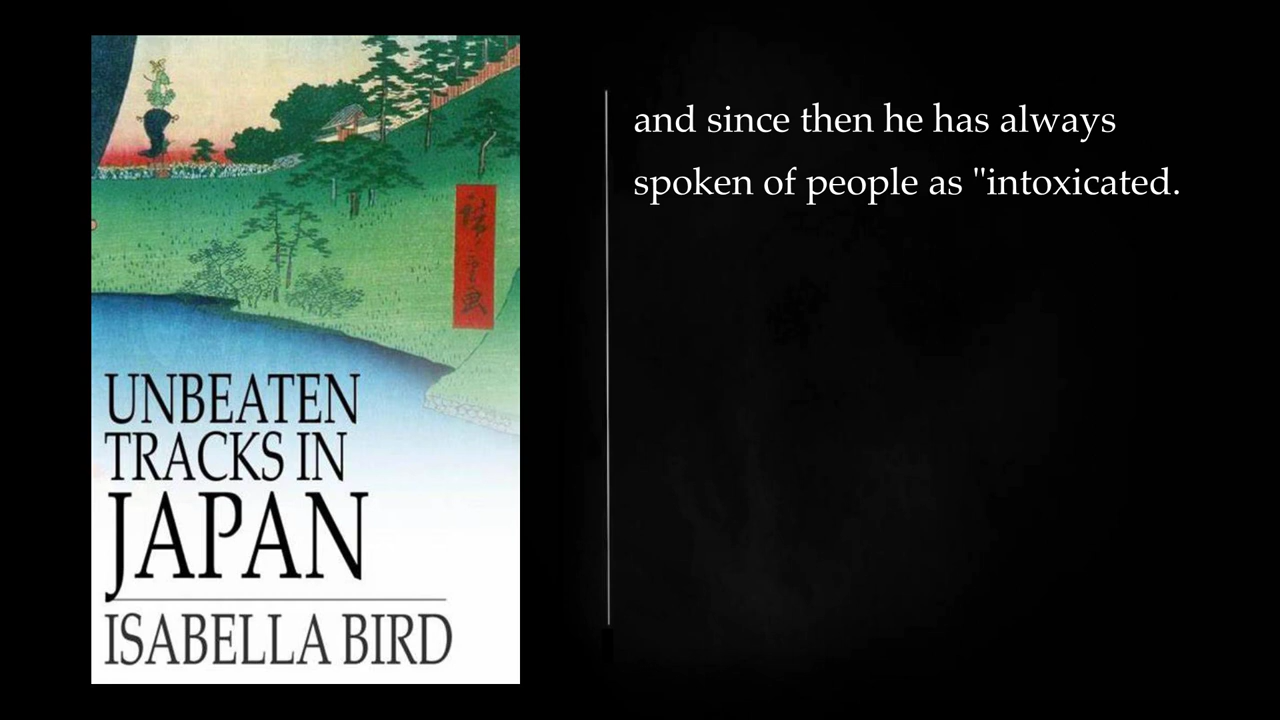 UNBEATEN
TRACKS IN
JAPAN
ISABELLA BIRD
and since then he has always
spoken of people as "intoxicated.